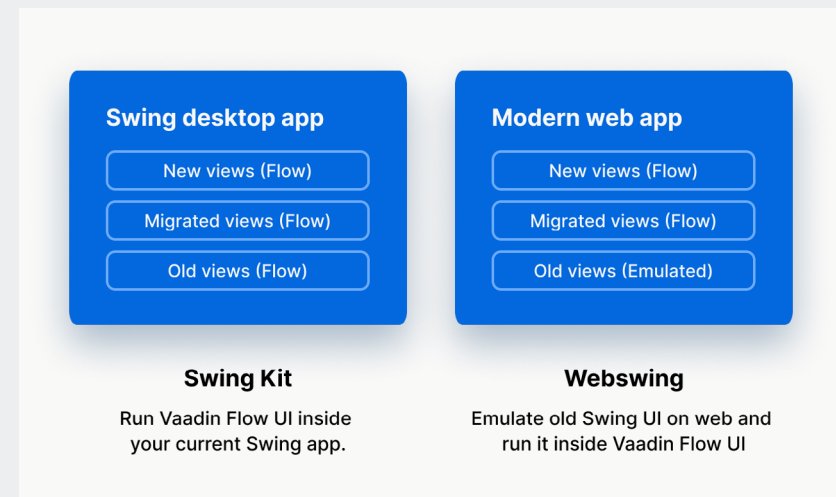 Swing desktop app
New views (Flow)
Migrated views (Flow)
Old views (Flow)
Swing Kit
Run Vaadin Flow UI inside
your current Swing app.
Modern web app
New views (Flow)
Migrated views (Flow)
Old views (Emulated)
Webswing
Emulate old Swing UI on web and
run it inside Vaadin Flow UI